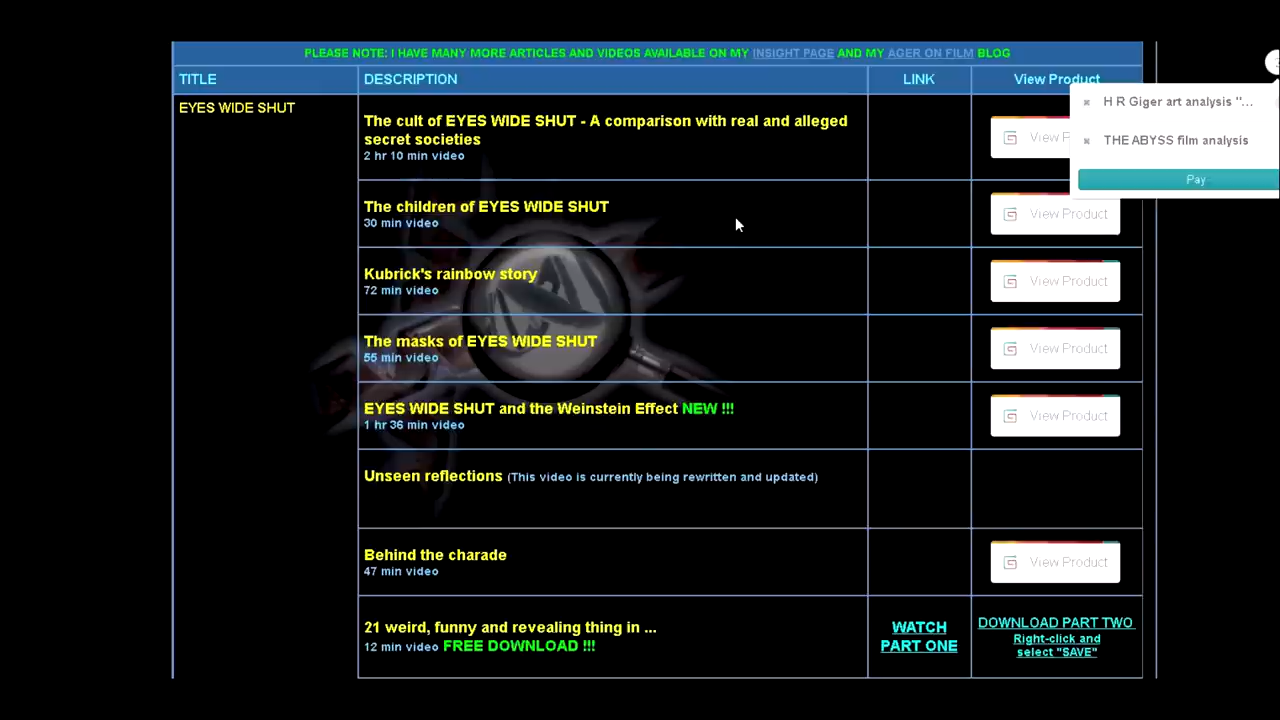 PLEASE NOTE: I HAVE MANY MORE ARTICLES AND VIDEOS AVAILABLE ON MY INSIGHT PAGE AND MY AGER ON FILM BLOG
TITLE DESCRIPTION LINK View Product
H R Giger art analysis "...
THE ABYSS film analysis
Pay
EYES WIDE SHUT
The cult of EYES WIDE SHUT - A comparison with real and alleged
secret societies
2 hr 10 min video
View P
The children of EYES WIDE SHUT
30 min video
View Product
Kubrick's rainbow story
72 min video
View Product
The masks of EYES WIDE SHUT
55 min video
View Product
EYES WIDE SHUT and the Weinstein Effect NEW !!!
1 hr 36 min video
View Product
Unseen reflections (This video is currently being rewritten and updated)
Behind the charade
47 min video
View Product
21 weird, funny and revealing thing in ...
12 min video FREE DOWNLOAD !!!
WATCH
PART ONE
DOWNLOAD PART TWO
Right-click and
select "SAVE"